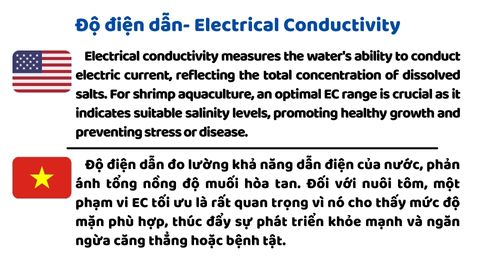 Độ điện dẫn- Electrical Conductivity
Electrical conductivity measures the water's ability to conduct
electric current, reflecting the total concentration of dissolved
salts. For shrimp aquaculture, an optimal EC range is crucial as it
indicates suitable salinity levels, promoting healthy growth and
preventing stress or disease.
Độ điện dẫn đo lường khả năng dẫn điện của nước, phản
ánh tổng nồng độ muối hòa tan. Đối với nuôi tôm, một
phạm vi EC tối ưu là rất quan trọng vì nó cho thấy mức độ
mặn phù hợp, thúc đẩy sự phát triển khỏe mạnh và ngăn
ngừa căng thẳng hoặc bệnh tật.